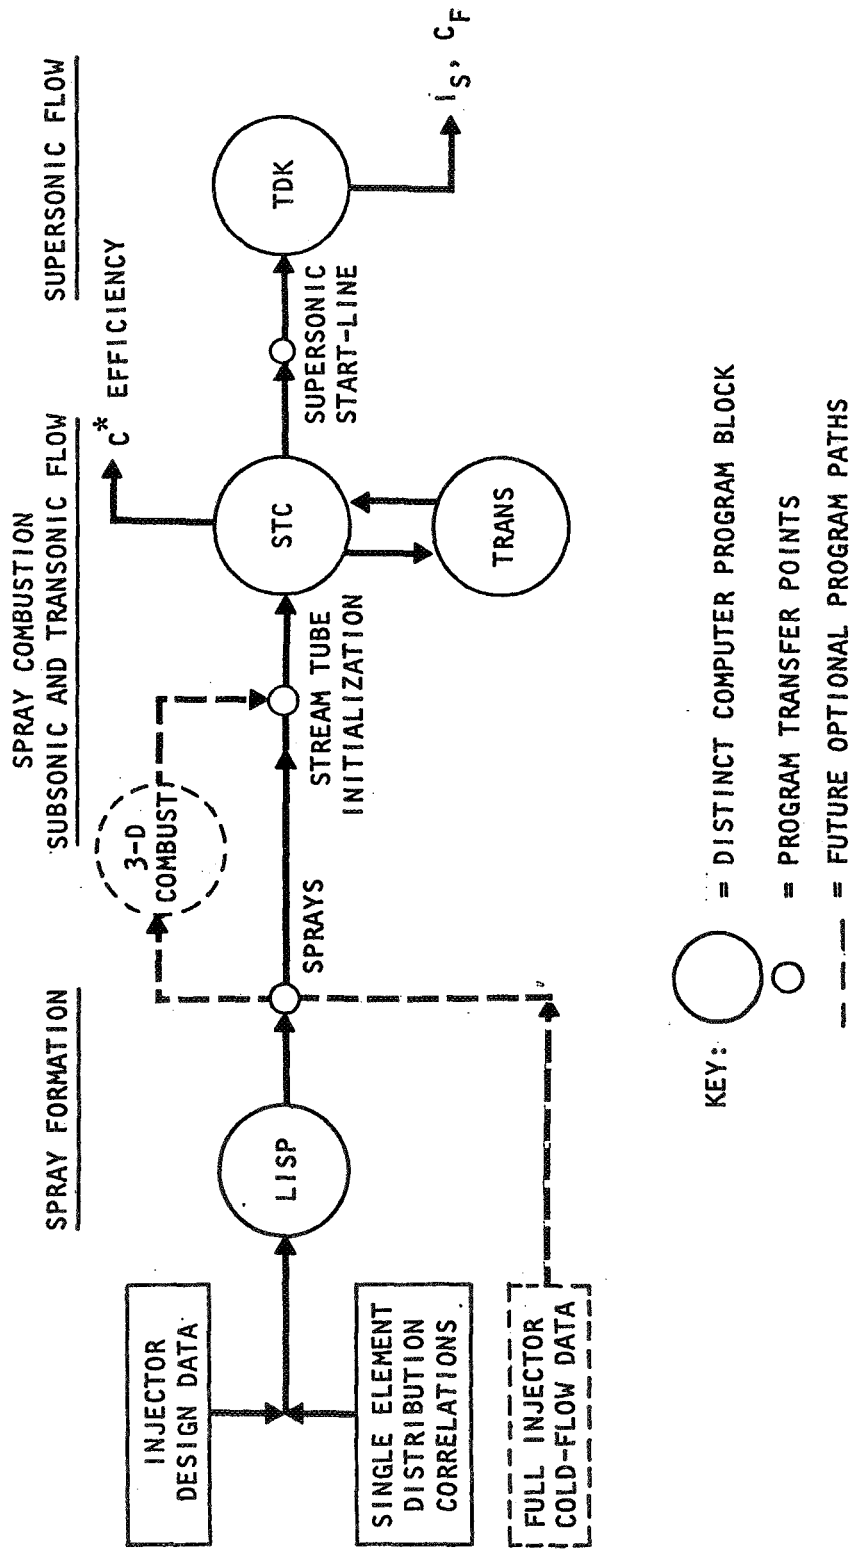 SPRAY FORMATION
SPRAY COMBUSTION
SUBSONIC AND TRANSONIC FLOW
SUPERSONIC FLOW
C* EFFICIENCY
3-D
COMBUST
INJECTOR
DESIGN DATA
LISP
STC
TDK
SPRAYS
STREAM TUBE
INITIALIZATION
SUPERSONIC
START-LINE
SINGLE ELEMENT
DISTRIBUTION
CORRELATIONS
TRANS
IS, CF
FULL INJECTOR
COLD-FLOW DATA
KEY:
= DISTINCT COMPUTER PROGRAM BLOCK
= PROGRAM TRANSFER POINTS
= FUTURE OPTIONAL PROGRAM PATHS